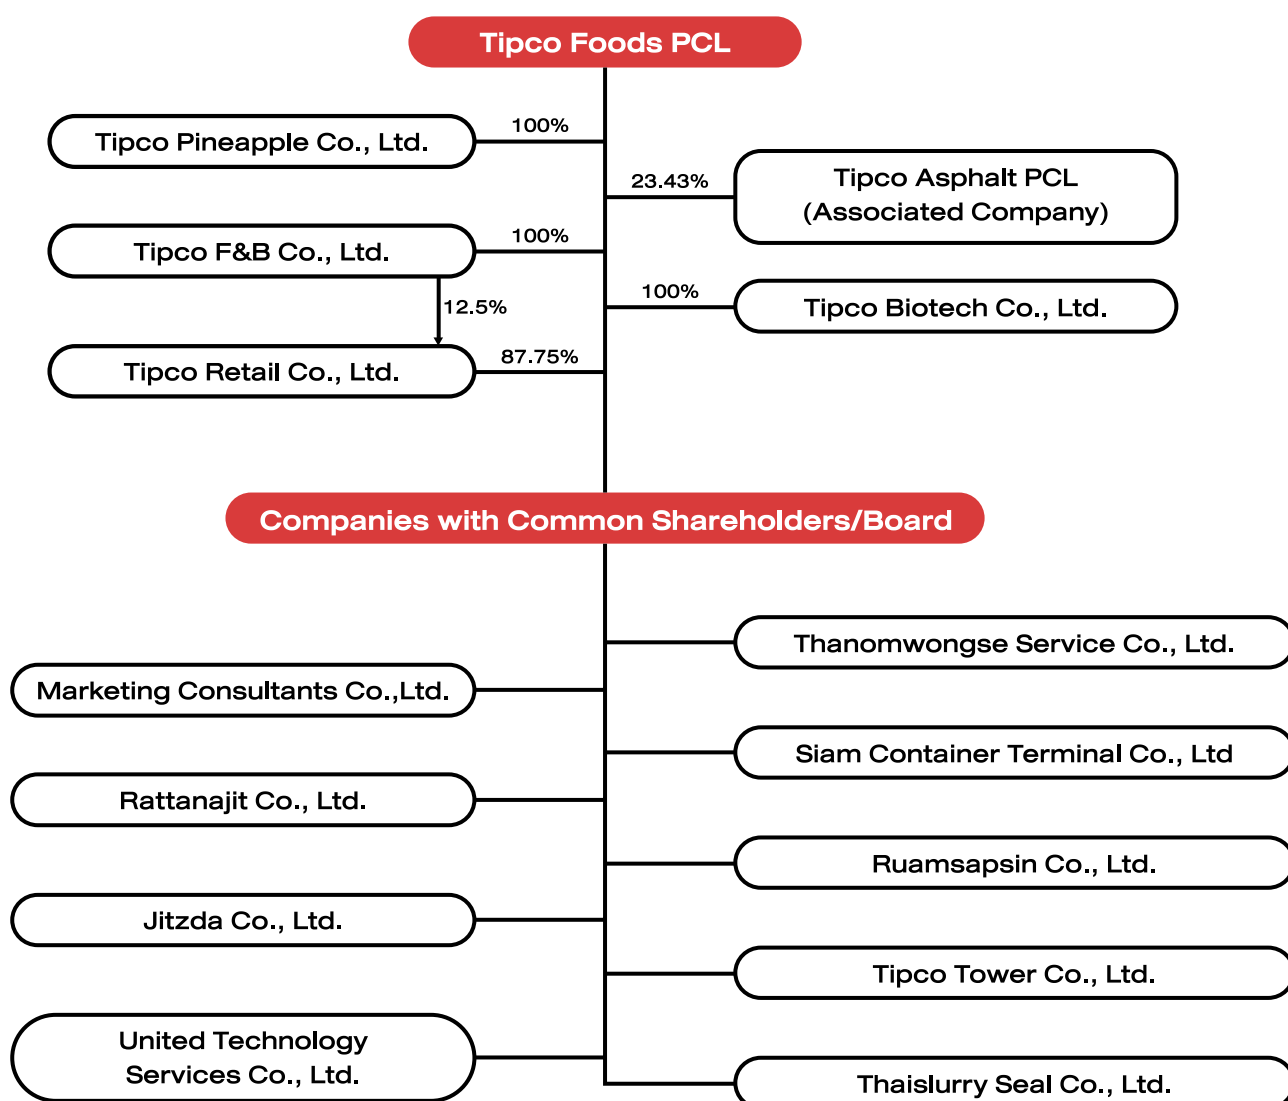 Tipco Foods PCL
100%
Tipco Pineapple Co., Ltd.
23.43%
Tipco Asphalt PCL
(Associated Company)
100%
Tipco F&B Co., Ltd.
12.5%
100%
Tipco Biotech Co., Ltd.
87.75%
Tipco Retail Co., Ltd.
Companies with Common Shareholders/Board
Thanomwongse Service Co., Ltd.
Marketing Consultants Co.,Ltd.
Siam Container Terminal Co., Ltd
Rattanajit Co., Ltd.
Ruamsapsin Co., Ltd.
Jitzda Co., Ltd.
Tipco Tower Co., Ltd.
United Technology
Services Co., Ltd.
Thaislurry Seal Co., Ltd.